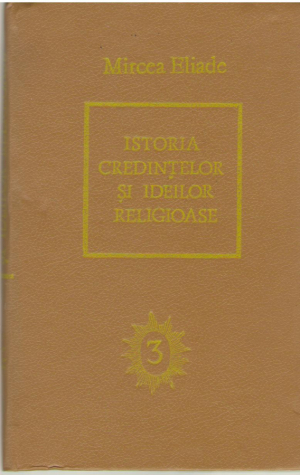 Mircea Eliade
ISTORIA
CREDINȚELOR
ȘI IDEILOR
RELIGIOASE
3